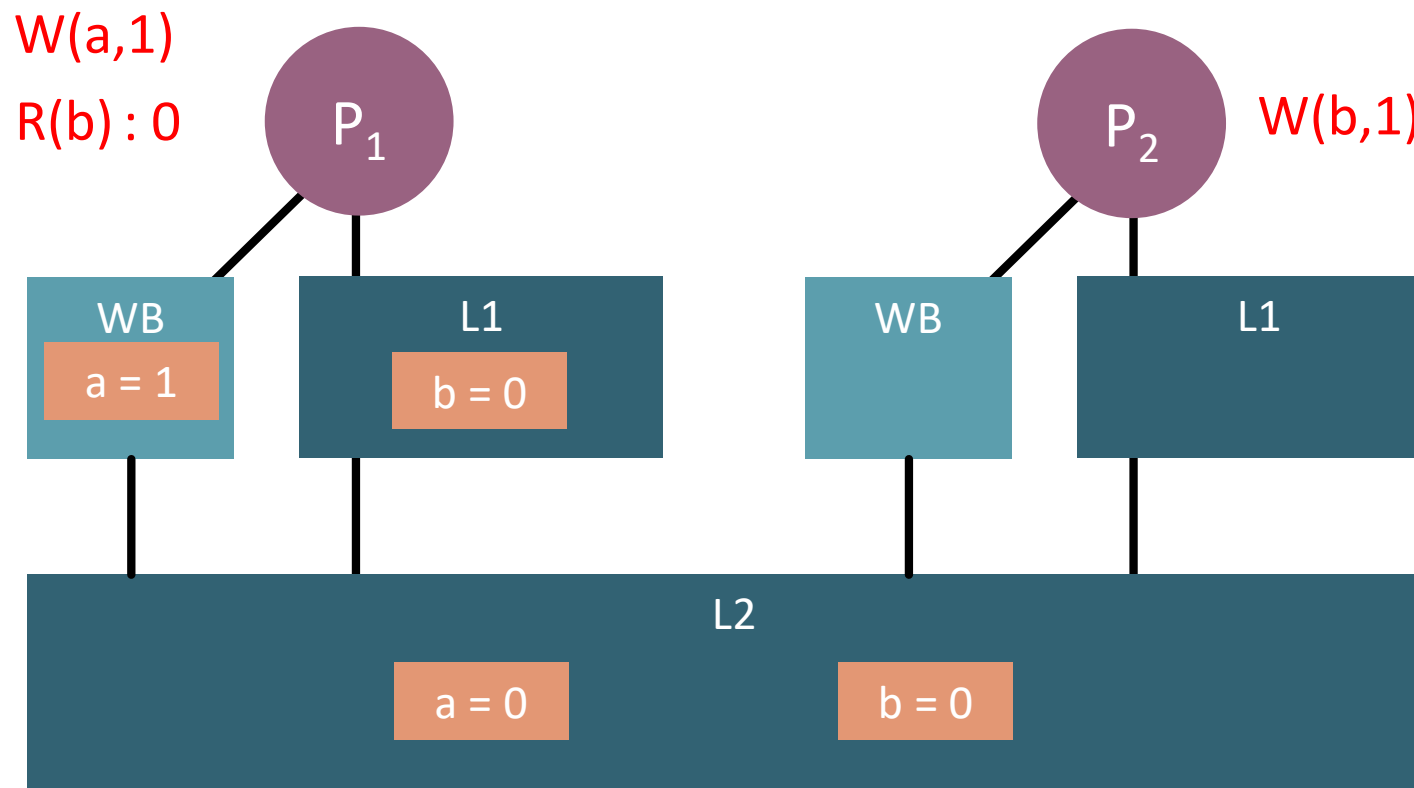 W(a,1)
R(b) : 0
P1
P2
W(b,1)
WB
a = 1
L1
b = 0
WB
L1
L2
a = 0
b = 0